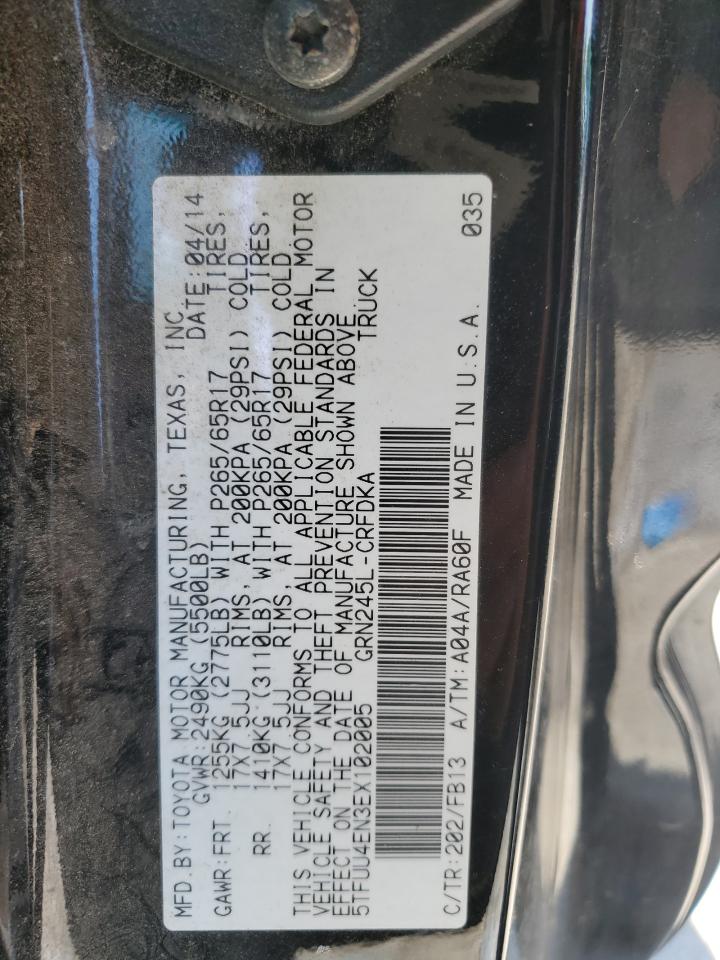 MFD.BY:TOYOTA MOTOR MANUFACTURING, TEXAS, INC.
GVWR:2490KG (5500LB) DATE:04/14
GAWR:FRT. 1255KG (2775LB) WITH P265/65R17 TIRES,
17X7.5JJ RIMS, AT 200KPA (29PSI) COLD
RR. 1410KG (3110LB) WITH P265/65R17 TIRES,
17X7.5JJ RIMS, AT 200KPA (29PSI) COLD
THIS VEHICLE CONFORMS TO ALL APPLICABLE FEDERAL MOTOR
VEHICLE SAFETY AND THEFT PREVENTION STANDARDS IN
EFFECT ON THE DATE OF MANUFACTURE SHOWN ABOVE.
5TFUU4EN3EX102005 GRN245L-CRFDKA TRUCK
C/TR:202/FB13 A/TM:A04A/RA60F MADE IN U.S.A. 035